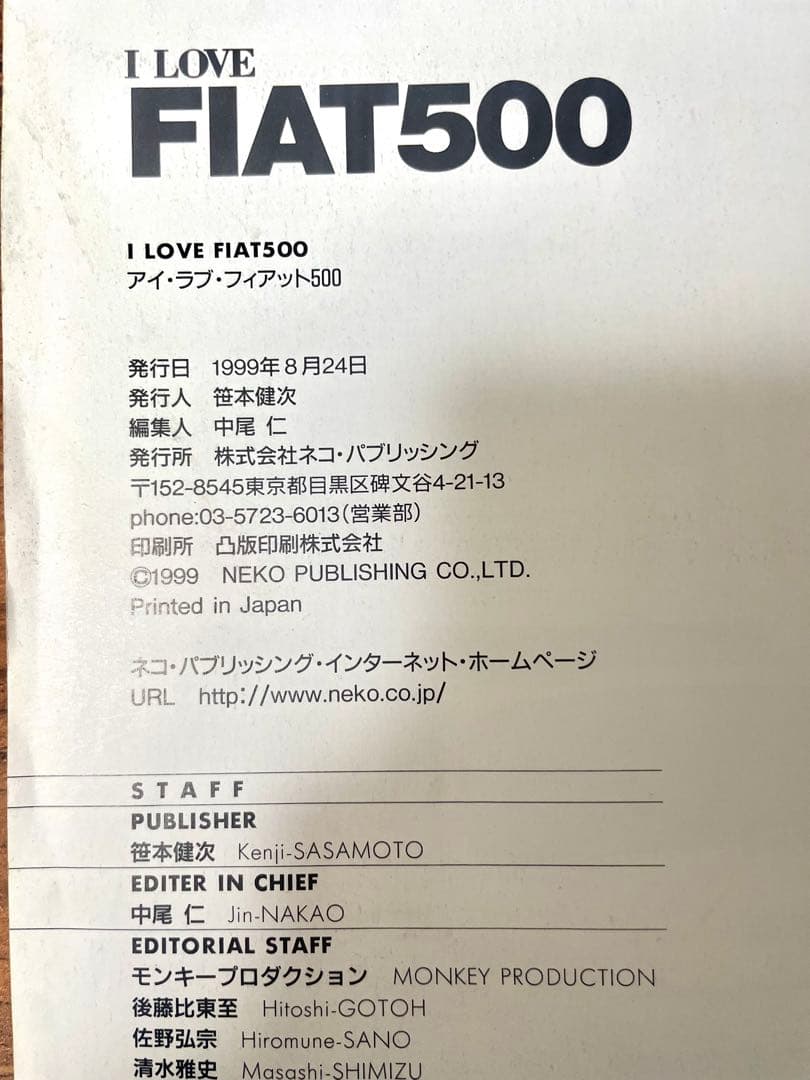 I LOVE
FIAT500
I LOVE FIAT500
アイ・ラブ・フィアット500
発行日 1999年8月24日
発行人 笹本健次
編集人 中尾 仁
発行所 株式会社ネコ・パブリッシング
〒152-8545東京都目黒区碑文谷4-21-13
phone:03-5723-6013(営業部)
印刷所 凸版印刷株式会社
©1999 NEKO PUBLISHING CO.,LTD.
Printed in Japan
ネコ・パブリッシング・インターネット・ホームページ
URL http://www.neko.co.jp/
STAFF
PUBLISHER
笹本健次 Kenji-SASAMOTO
EDITER IN CHIEF
中尾 仁 Jin-NAKAO
EDITORIAL STAFF
モンキープロダクション MONKEY PRODUCTION
後藤比東至 Hitoshi-GOTOH
佐野弘宗 Hiromune-SANO
清水雅史 Masashi-SHIMIZU